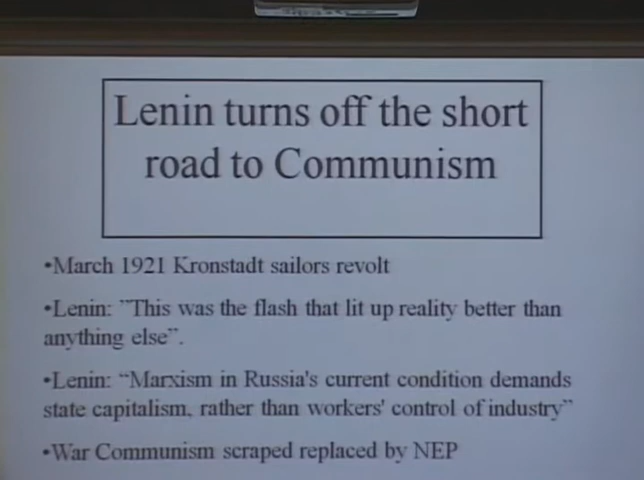 Lenin turns off the short
road to Communism
•March 1921 Kronstadt sailors revolt
•Lenin: "This was the flash that lit up reality better than
anything else".
•Lenin: "Marxism in Russia's current condition demands
state capitalism, rather than workers' control of industry"
•War Communism scraped replaced by NEP